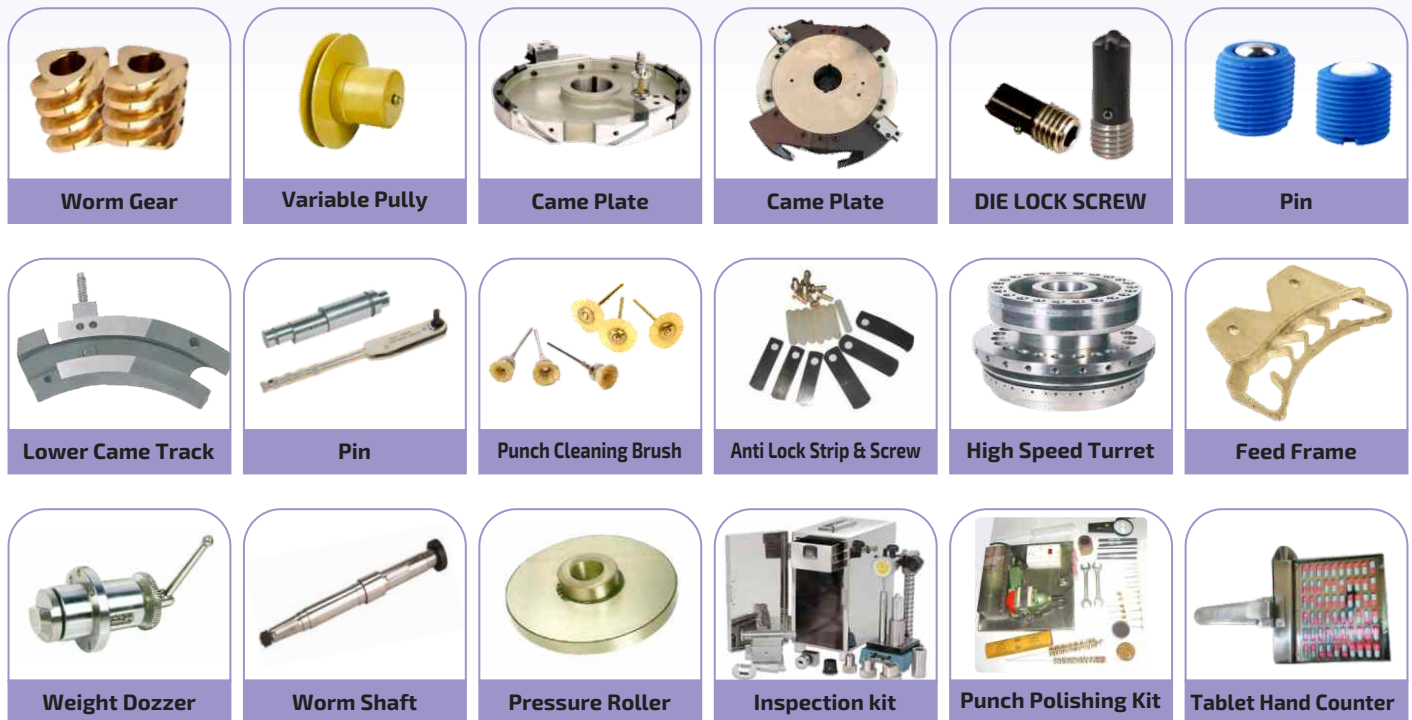 Worm Gear
Variable Pully
Came Plate
Came Plate
DIE LOCK SCREW
Pin
Lower Came Track
Pin
Punch Cleaning Brush
Anti Lock Strip & Screw
High Speed Turret
Feed Frame
Weight Dozzer
Worm Shaft
Pressure Roller
Inspection kit
Punch Polishing Kit
Tablet Hand Counter